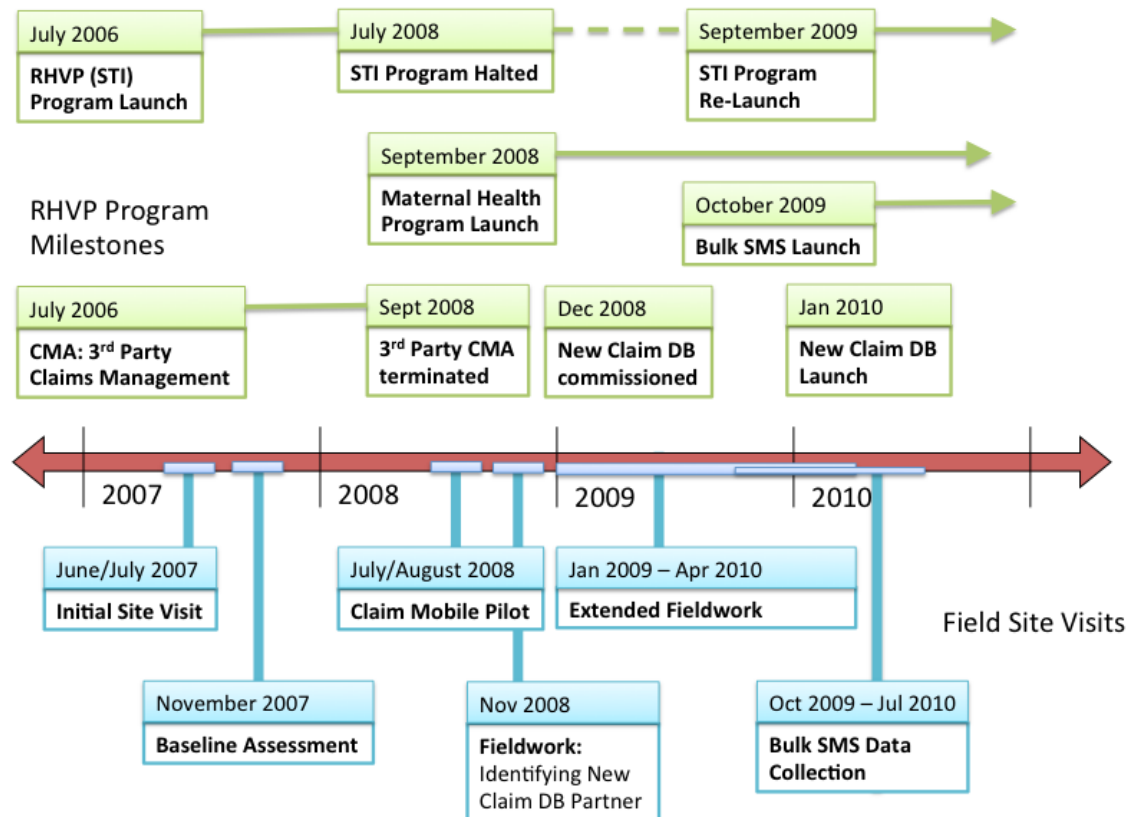 July 2006
RHVP (STI)
Program Launch
July 2008
STI Program Halted
September 2009
STI Program
Re-Launch
September 2008
Maternal Health
Program Launch
October 2009
Bulk SMS Launch
RHVP Program
Milestones
July 2006
CMA: 3rd Party
Claims Management
Sept 2008
3rd Party CMA
terminated
Dec 2008
New Claim DB
commissioned
Jan 2010
New Claim DB
Launch
2007
2008
2009
2010
June/July 2007
Initial Site Visit
July/August 2008
Claim Mobile Pilot
Jan 2009 – Apr 2010
Extended Fieldwork
Field Site Visits
November 2007
Baseline Assessment
Nov 2008
Fieldwork:
Identifying New
Claim DB Partner
Oct 2009 – Jul 2010
Bulk SMS Data
Collection